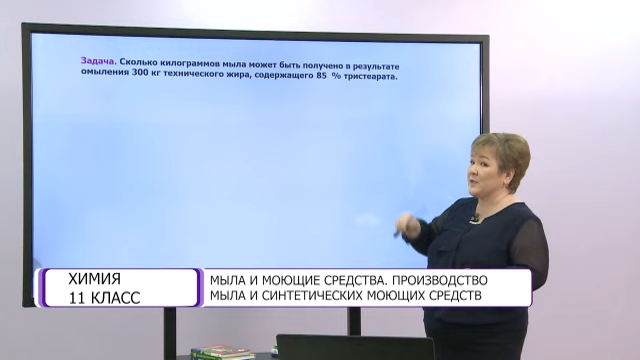 Задача. Сколько килограммов мыла может быть получено в результате
омыления 300 кг технического жира, содержащего 85 % тристеарата.
ХИМИЯ
11 КЛАСС
МЫЛА И МОЮЩИЕ СРЕДСТВА. ПРОИЗВОДСТВО
МЫЛА И СИНТЕТИЧЕСКИХ МОЮЩИХ СРЕДСТВ